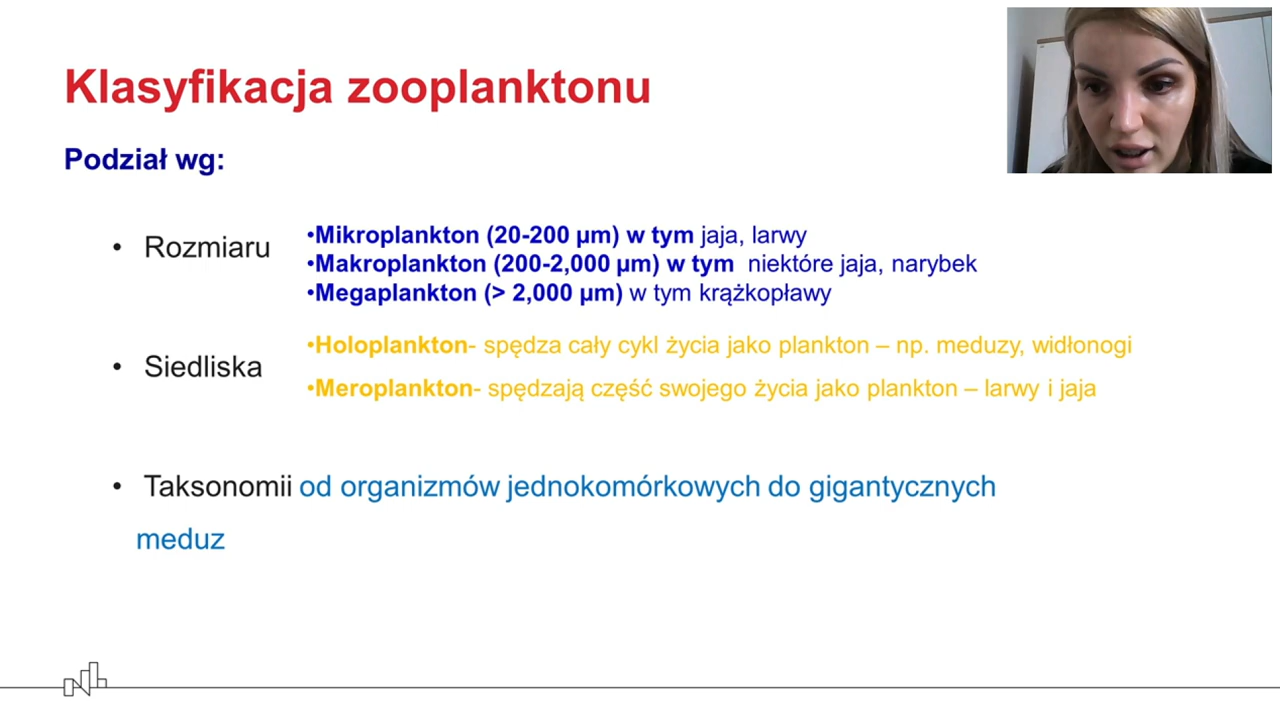 Klasyfikacja zooplanktonu
Podział wg:
• Rozmiaru
•Mikroplankton (20-200 µm) w tym jaja, larwy
•Makroplankton (200-2,000 µm) w tym niektóre jaja, narybek
•Megaplankton (> 2,000 µm) w tym krążkopławy
• Siedliska
•Holoplankton- spędza cały cykl życia jako plankton – np. meduzy, widłonogi
•Meroplankton- spędzają część swojego życia jako plankton – larwy i jaja
• Taksonomii od organizmów jednokomórkowych do gigantycznych
meduz